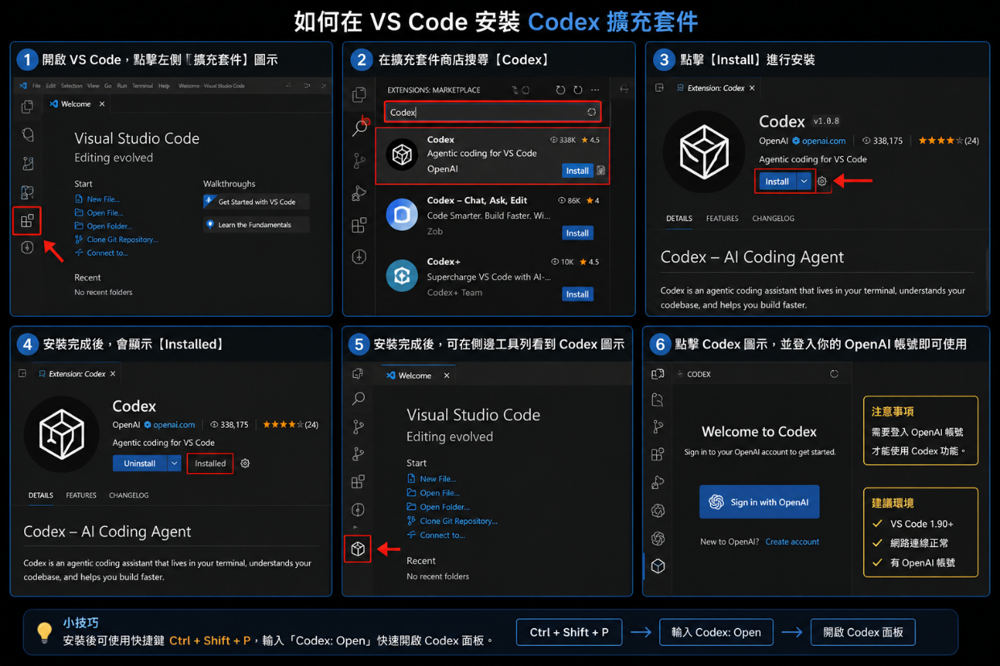 如何在 VS Code 安裝 Codex 擴充套件
1 開啟 VS Code，點擊左側【擴充套件】圖示
File Edit Selection View Go Run Terminal Help Welcome - Visual Studio Code
Welcome ×
Visual Studio Code
Editing evolved
Start
New File...
Open File...
Open Folder...
Clone Git Repository...
Connect to...
Recent
No recent folders
Walkthroughs
Get Started with VS Code
Learn the Fundamentals
2 在擴充套件商店搜尋【Codex】
EXTENSIONS: MARKETPLACE
Codex
Codex 338K ★ 4.5
Agentic coding for VS Code
OpenAI Install
Codex – Chat, Ask, Edit 86K ★ 4
Code Smarter. Build Faster. Wi...
Zob Install
Codex+ 10K ★ 4.5
Supercharge VS Code with AI-...
Codex+ Team Install
3 點擊【Install】進行安裝
Extension: Codex ×
Codex v1.0.8
OpenAI openai.com 338,175 ★★★★☆(24)
Agentic coding for VS Code
Install
DETAILS FEATURES CHANGELOG
Codex – AI Coding Agent
Codex is an agentic coding assistant that lives in your terminal, understands your
codebase, and helps you build faster.
4 安裝完成後，會顯示【Installed】
Extension: Codex ×
Codex
OpenAI openai.com 338,175 ★★★★☆(24)
Agentic coding for VS Code
Uninstall Installed
DETAILS FEATURES CHANGELOG
Codex – AI Coding Agent
Codex is an agentic coding assistant that lives in your terminal, understands your
codebase, and helps you build faster.
5 安裝完成後，可在側邊工具列看到 Codex 圖示
Welcome ×
Visual Studio Code
Editing evolved
Start
New File...
Open File...
Open Folder...
Clone Git Repository...
Connect to...
Recent
No recent folders
6 點擊 Codex 圖示，並登入你的 OpenAI 帳號即可使用
CODEX
Welcome to Codex
Sign in to your OpenAI account to get started.
Sign in with OpenAI
New to OpenAI? Create account
注意事項
需要登入 OpenAI 帳號
才能使用 Codex 功能。
建議環境
✓ VS Code 1.90+
✓ 網路連線正常
✓ 有 OpenAI 帳號
小技巧
安裝後可使用快捷鍵 Ctrl + Shift + P，輸入「Codex: Open」快速開啟 Codex 面板。
Ctrl + Shift + P → 輸入 Codex: Open → 開啟 Codex 面板